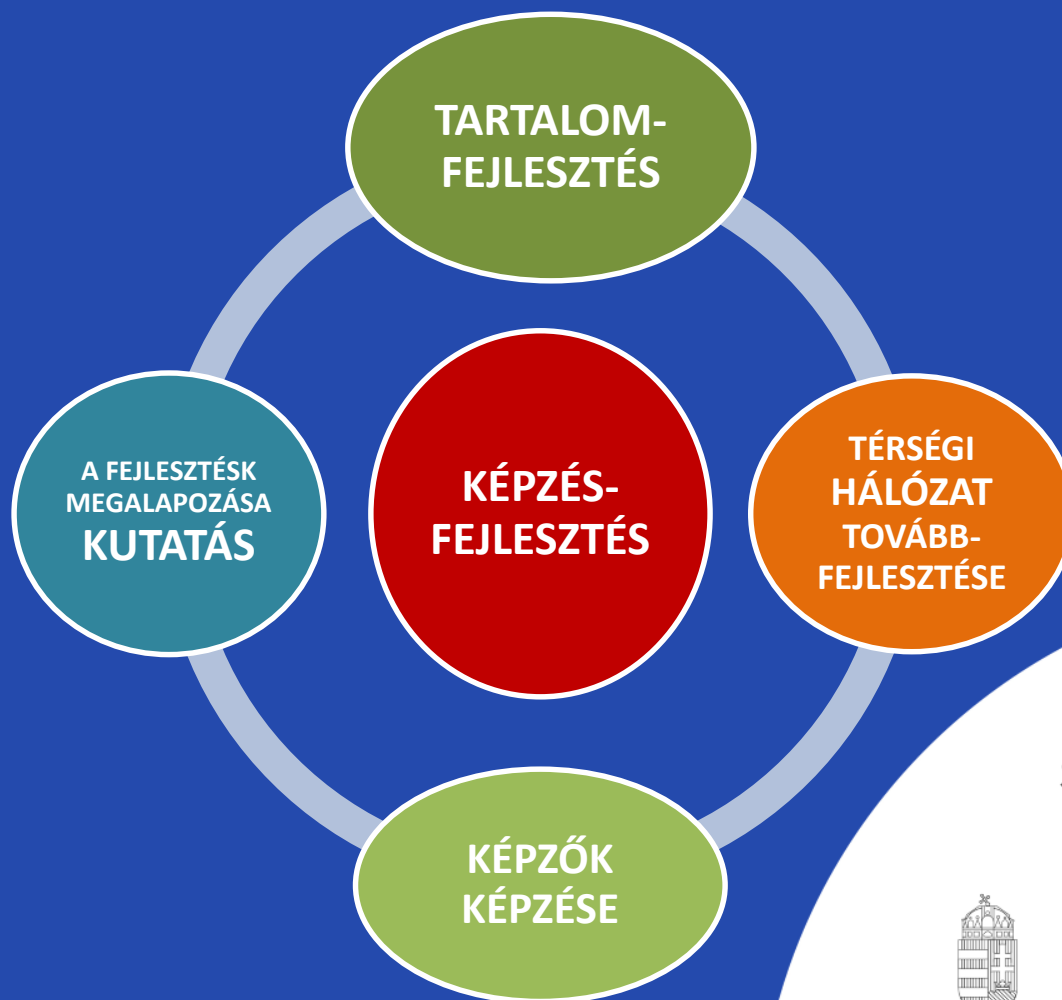 TARTALOM-
FEJLESZTÉS
A FEJLESZTÉSK
MEGALAPOZÁSA
KUTATÁS
KÉPZÉS-
FEJLESZTÉS
TÉRSÉGI
HÁLÓZAT
TOVÁBB-
FEJLESZTÉSE
KÉPZŐK
KÉPZÉSE